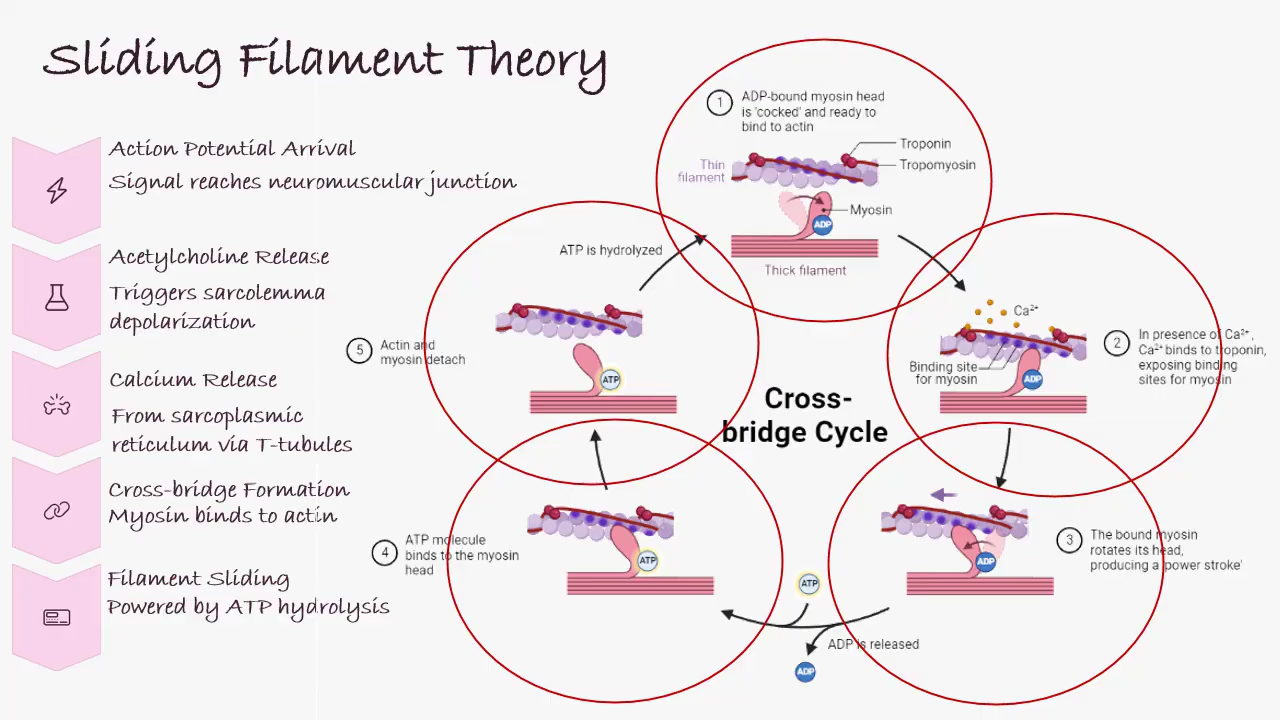 Sliding Filament Theory
Action Potential Arrival
Signal reaches neuromuscular junction
Acetylcholine Release
Triggers sarcolemma
depolarization
Calcium Release
From sarcoplasmic
reticulum via T-tubules
Cross-bridge Formation
Myosin binds to actin
Filament Sliding
Powered by ATP hydrolysis
1
ADP-bound myosin head
is 'cocked' and ready to
bind to actin
Troponin
Tropomyosin
Thin
filament
Myosin
ADP
Thick filament
Ca²⁺
2
In presence of Ca²⁺,
Ca²⁺ binds to troponin,
exposing binding
sites for myosin
Binding site
for myosin
ADP
3
The bound myosin
rotates its head,
producing a 'power stroke'
ADP
ATP
ADP is released
ADP
4
ATP molecule
binds to the myosin
head
ATP
5
Actin and
myosin detach
ATP
ATP is hydrolyzed
Cross-
bridge Cycle